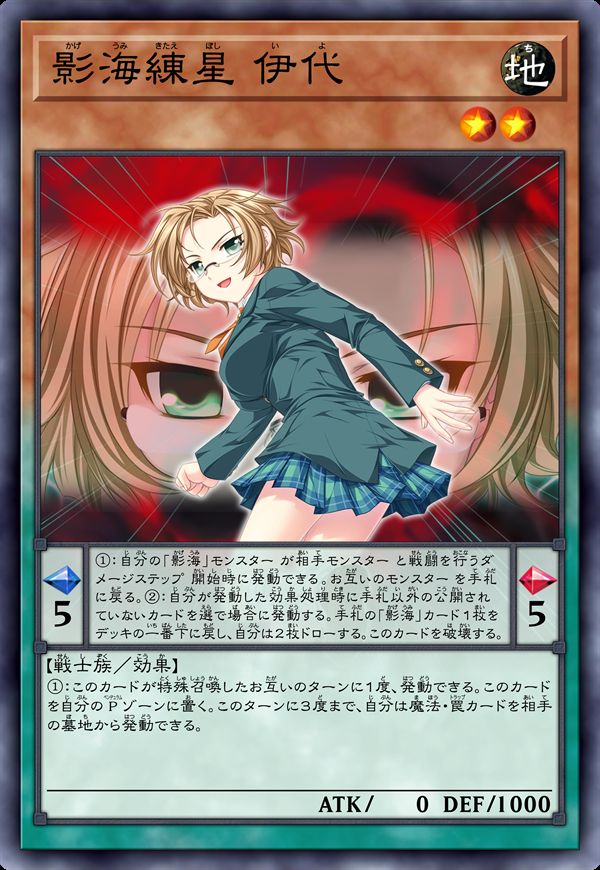 影海練星 伊代
地
①：自分の「影海」モンスター が相手モンスター と戦闘を行うダ
メージステップ 開始時に発動できる。お互いのモンスター を手札
に戻る。②：自分が発動した効果処理時に手札以外の公開され
ていないカードを選で場合に発動する。手札の「影海」カード１枚を
デッキの一番下に戻し、自分は２枚ドローする。このカードを破壊する。
5
5
【戦士族／効果】
①：このカードが特殊召喚したお互いのターンに１度、発動できる。このカード
を自分のＰゾーンに置く。このターンに３度まで、自分は魔法・罠カードを相手
の墓地から発動できる。
ATK/ 0 DEF/1000